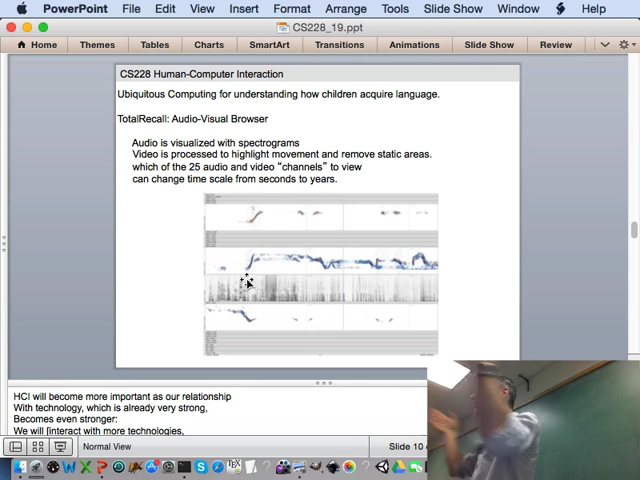 PowerPoint File Edit View Insert Format Arrange Tools Slide Show Window Help
CS228_19.ppt
Home Themes Tables Charts SmartArt Transitions Animations Slide Show Review
CS228 Human-Computer Interaction
Ubiquitous Computing for understanding how children acquire language.
TotalRecall: Audio-Visual Browser
Audio is visualized with spectrograms
Video is processed to highlight movement and remove static areas.
which of the 25 audio and video “channels” to view
can change time scale from seconds to years.
HCI will become more important as our relationship
With technology, which is already very strong,
Becomes even stronger:
We will [interact with more technologies,
Normal View
Slide 10 o